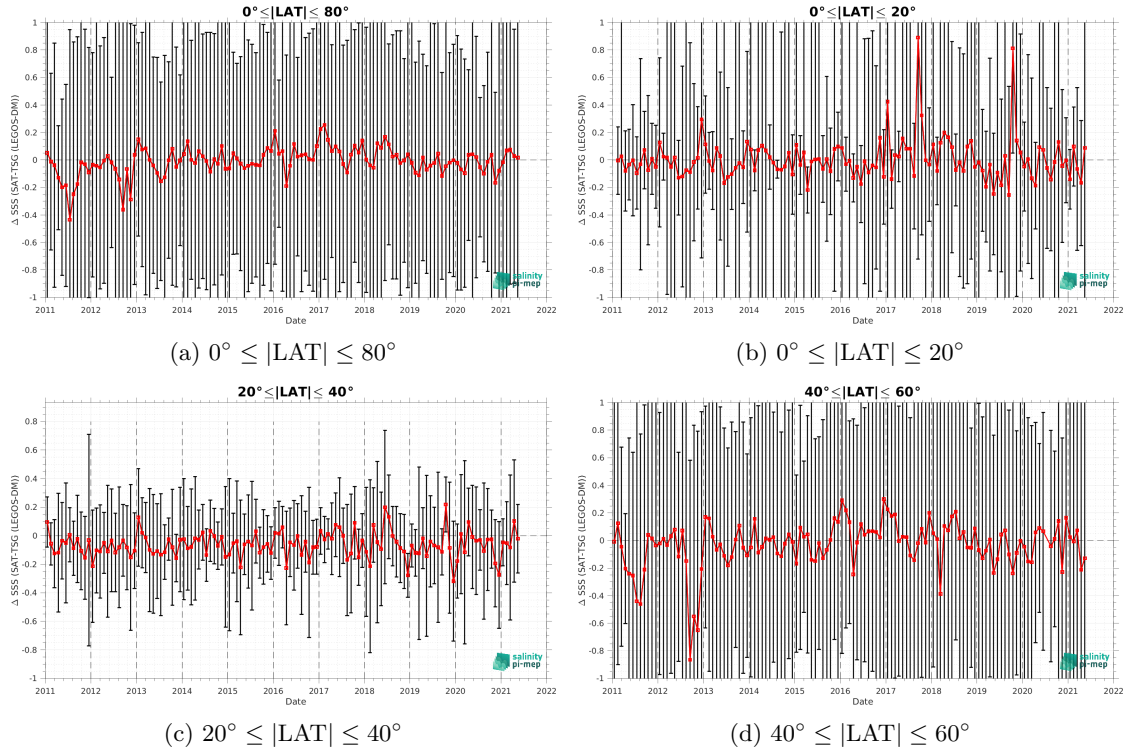 0°≤|LAT|≤ 80°
Δ SSS (SAT-TSG (LEGOS-DM))
1
0.8
0.6
0.4
0.2
0
-0.2
-0.4
-0.6
-0.8
-1
2011 2012 2013 2014 2015 2016 2017 2018 2019 2020 2021 2022
Date
salinity
pi-mep
(a) 0° ≤ |LAT| ≤ 80°
0°≤|LAT|≤ 20°
Δ SSS (SAT-TSG (LEGOS-DM))
1
0.8
0.6
0.4
0.2
0
-0.2
-0.4
-0.6
-0.8
-1
2011 2012 2013 2014 2015 2016 2017 2018 2019 2020 2021 2022
Date
salinity
pi-mep
(b) 0° ≤ |LAT| ≤ 20°
20°≤|LAT|≤ 40°
Δ SSS (SAT-TSG (LEGOS-DM))
0.8
0.6
0.4
0.2
0
-0.2
-0.4
-0.6
-0.8
-1
2011 2012 2013 2014 2015 2016 2017 2018 2019 2020 2021 2022
Date
salinity
pi-mep
(c) 20° ≤ |LAT| ≤ 40°
40°≤|LAT|≤ 60°
Δ SSS (SAT-TSG (LEGOS-DM))
1
0.8
0.6
0.4
0.2
0
-0.2
-0.4
-0.6
-0.8
-1
2011 2012 2013 2014 2015 2016 2017 2018 2019 2020 2021 2022
Date
salinity
pi-mep
(d) 40° ≤ |LAT| ≤ 60°